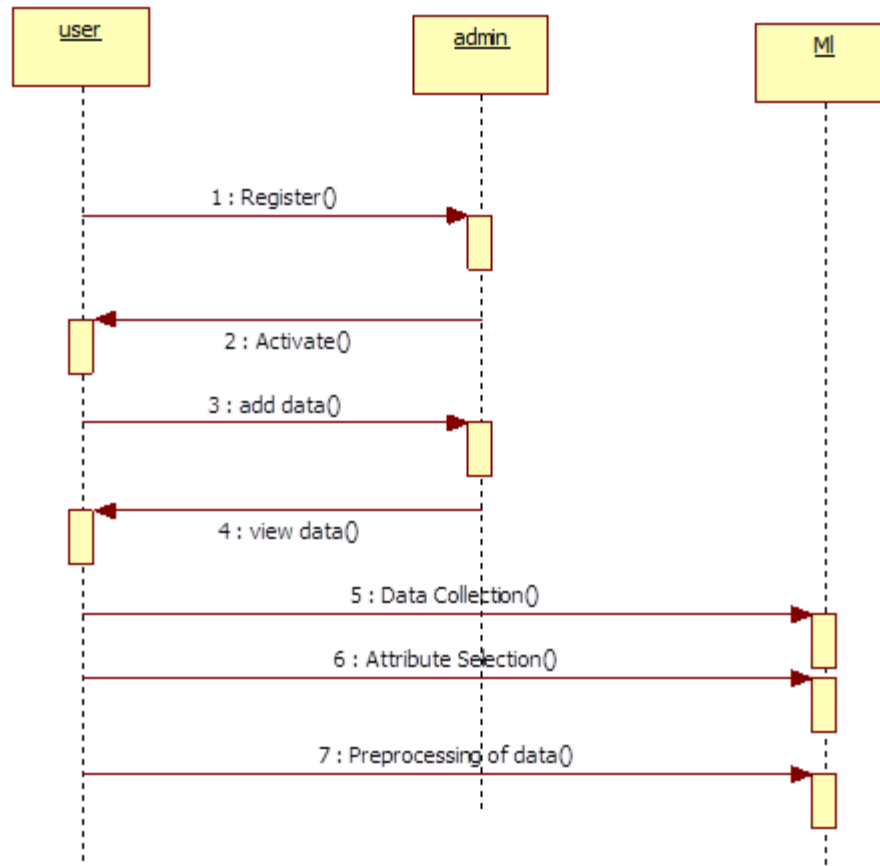 user
admin
Ml
1 : Register()
2 : Activate()
3 : add data()
4 : view data()
5 : Data Collection()
6 : Attribute Selection()
7 : Preprocessing of data()